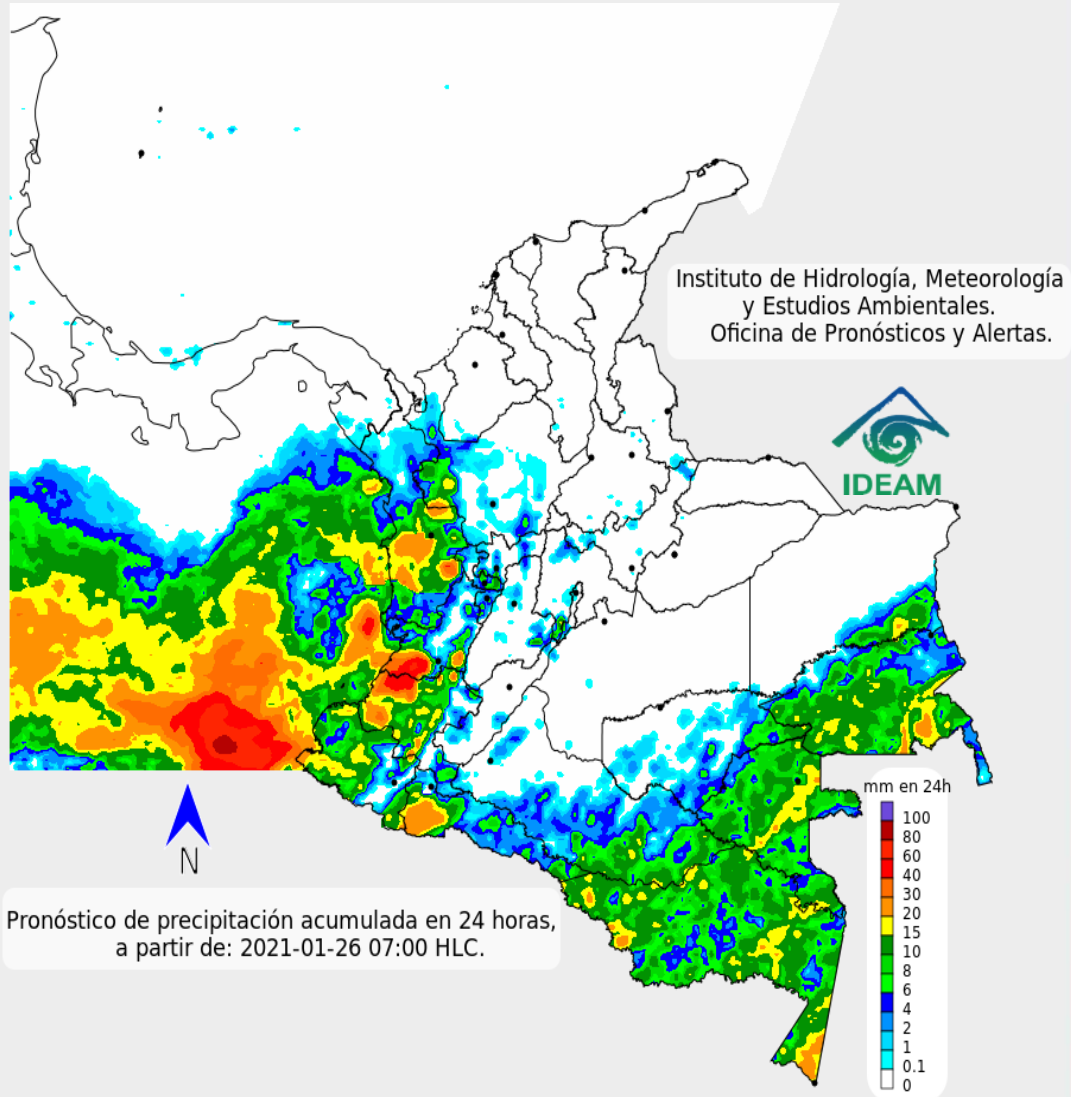 Instituto de Hidrología, Meteorología
y Estudios Ambientales.
Oficina de Pronósticos y Alertas.
IDEAM
mm en 24h
100
80
60
40
30
20
15
10
8
6
4
2
1
0.1
0
N
Pronóstico de precipitación acumulada en 24 horas,
a partir de: 2021-01-26 07:00 HLC.